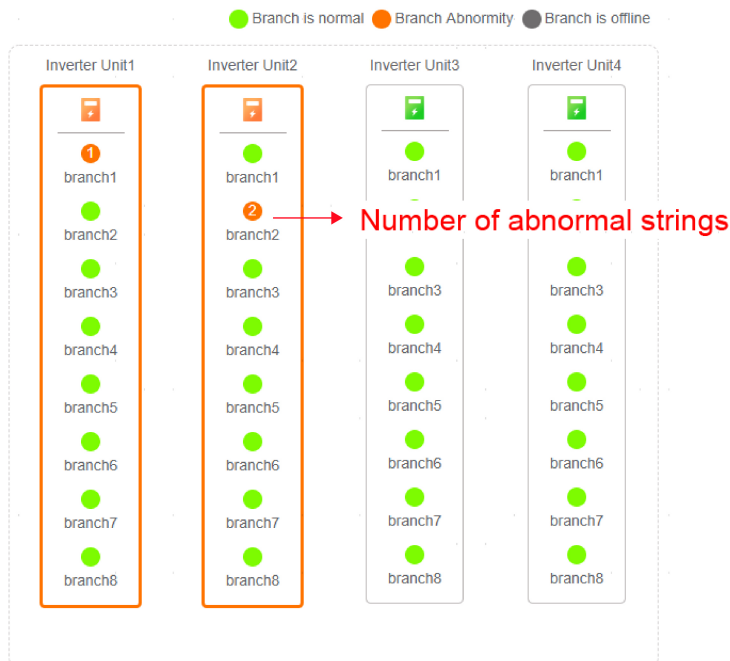 Branch is normal Branch Abnormity Branch is offline
Inverter Unit1 Inverter Unit2 Inverter Unit3 Inverter Unit4
1
branch1 branch1 branch1 branch1
2 Number of abnormal strings
branch2 branch2
branch3 branch3 branch3 branch3
branch4 branch4 branch4 branch4
branch5 branch5 branch5 branch5
branch6 branch6 branch6 branch6
branch7 branch7 branch7 branch7
branch8 branch8 branch8 branch8